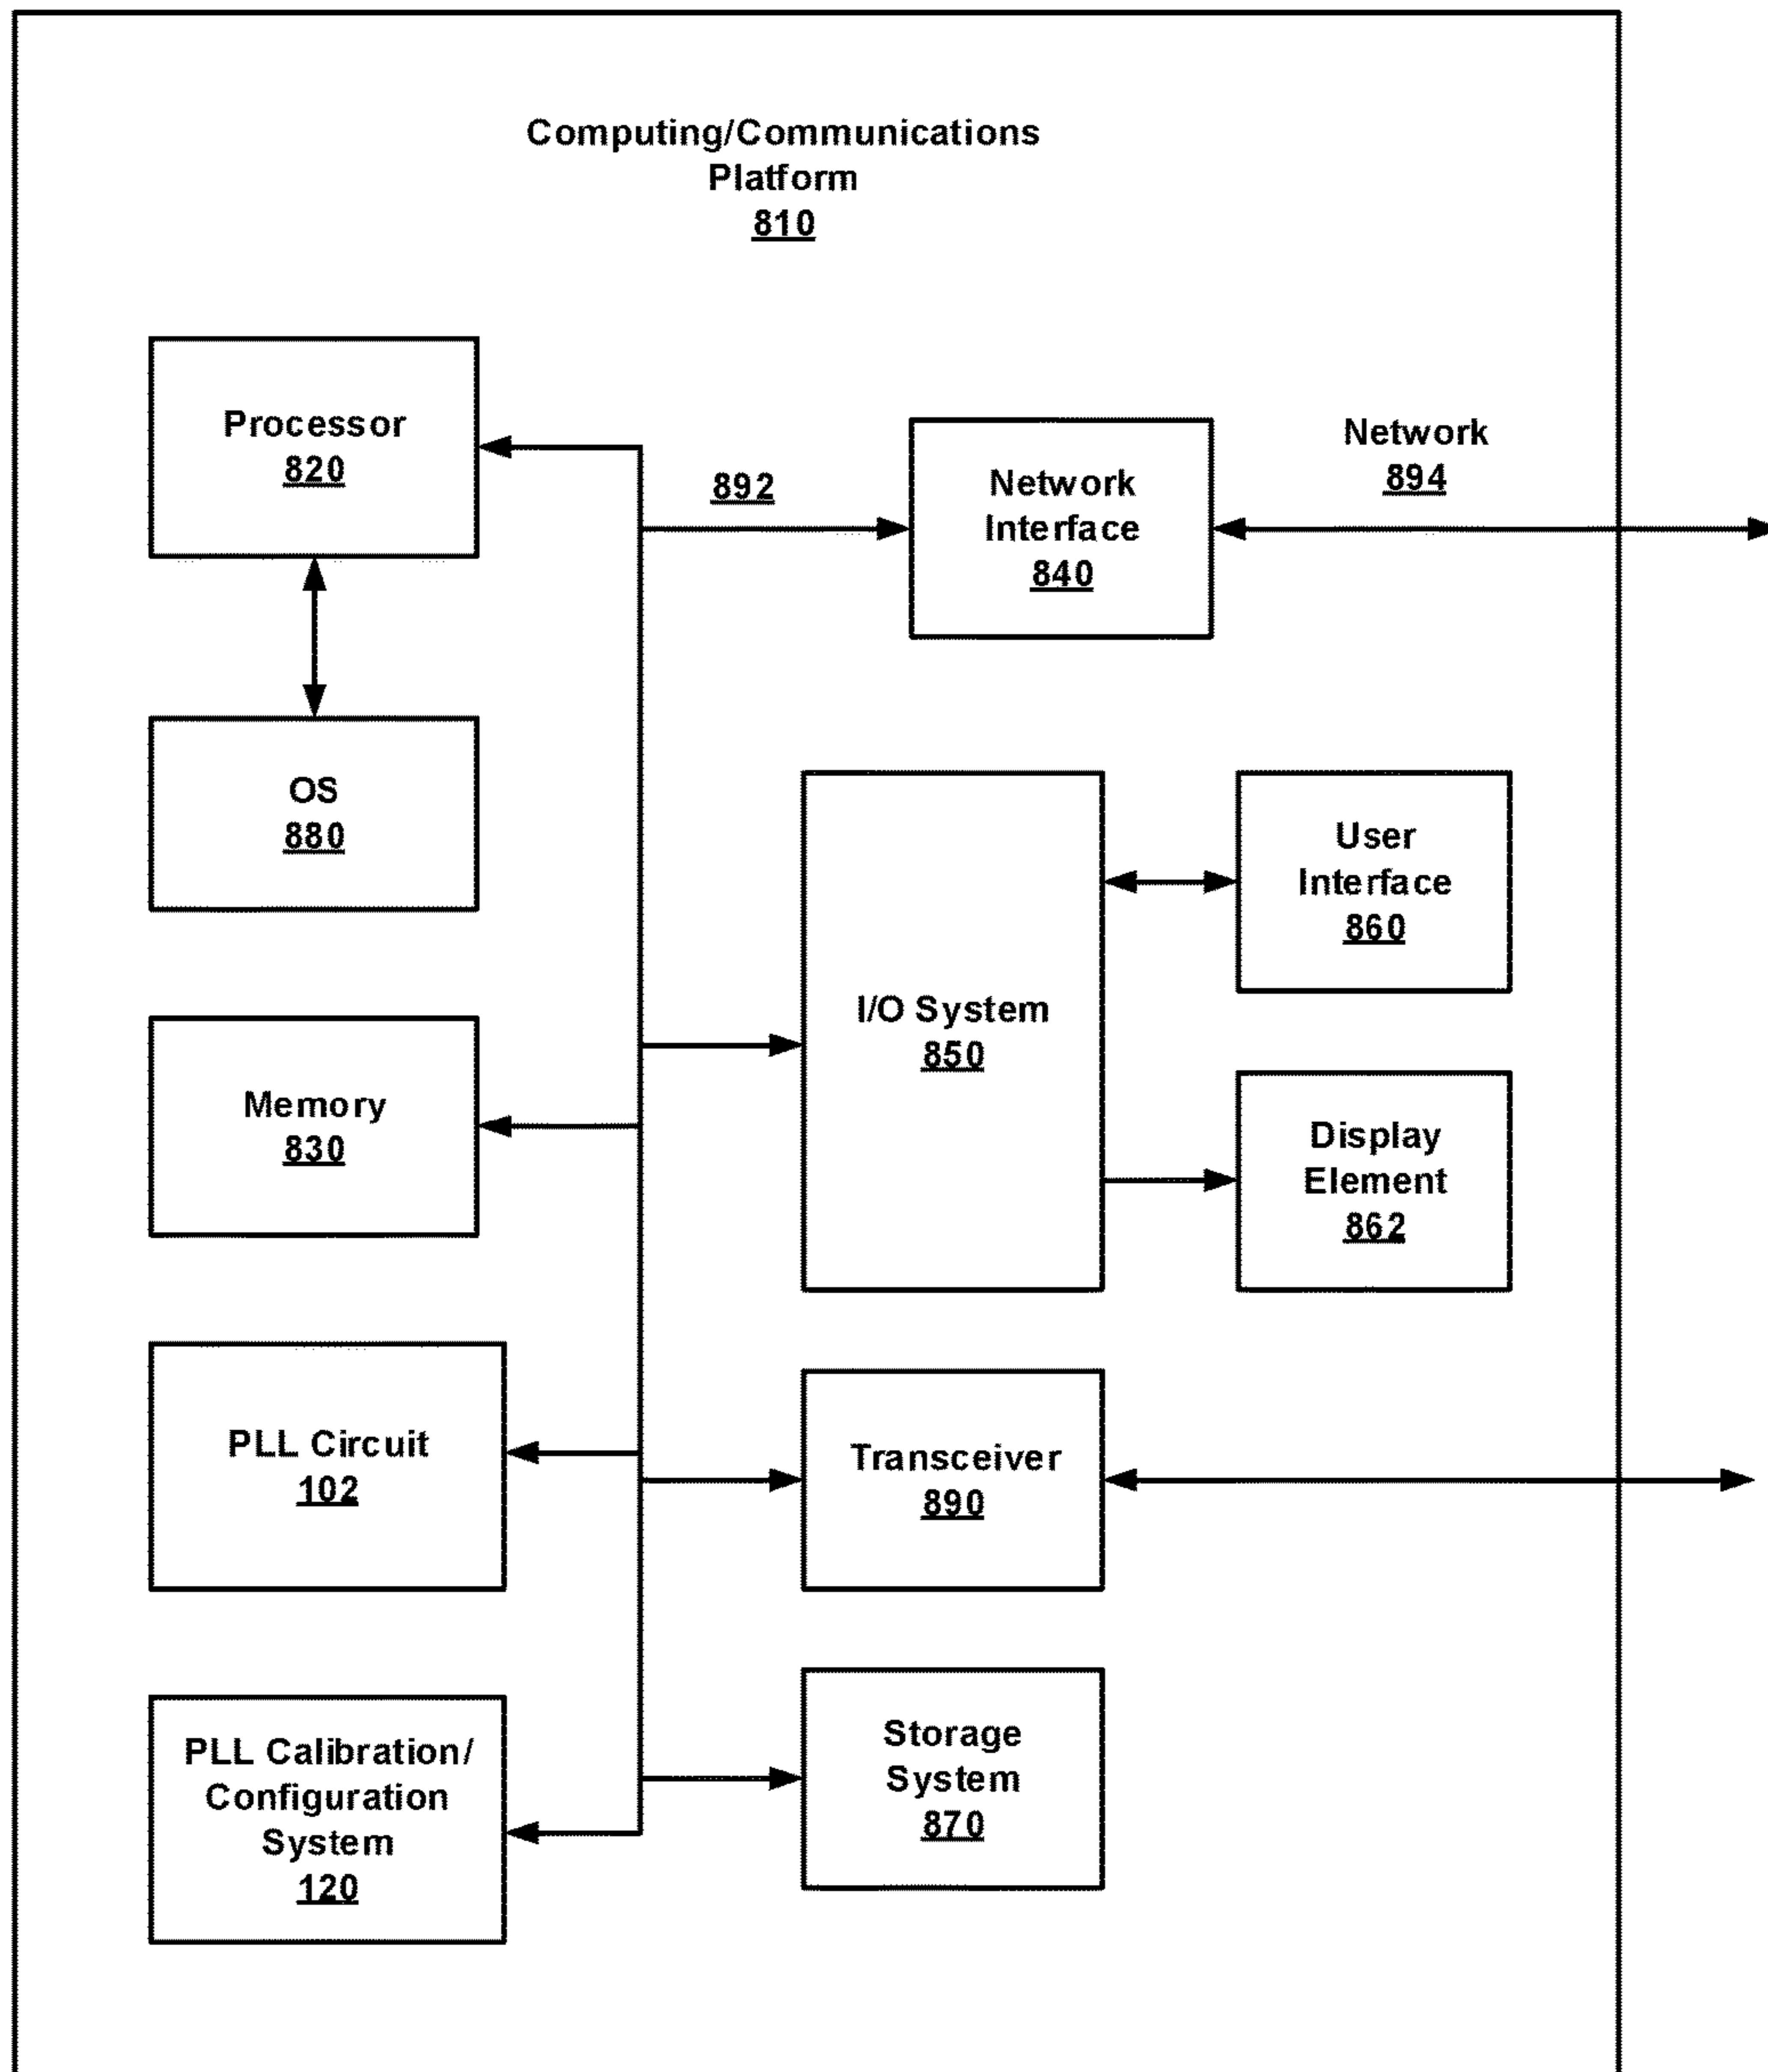 Computing/Communications
Platform
810
Processor
820
892
Network
Interface
840
Network
894
OS
880
User
Interface
860
I/O System
850
Memory
830
Display
Element
862
PLL Circuit
102
Transceiver
890
PLL Calibration/
Configuration
System
120
Storage
System
870